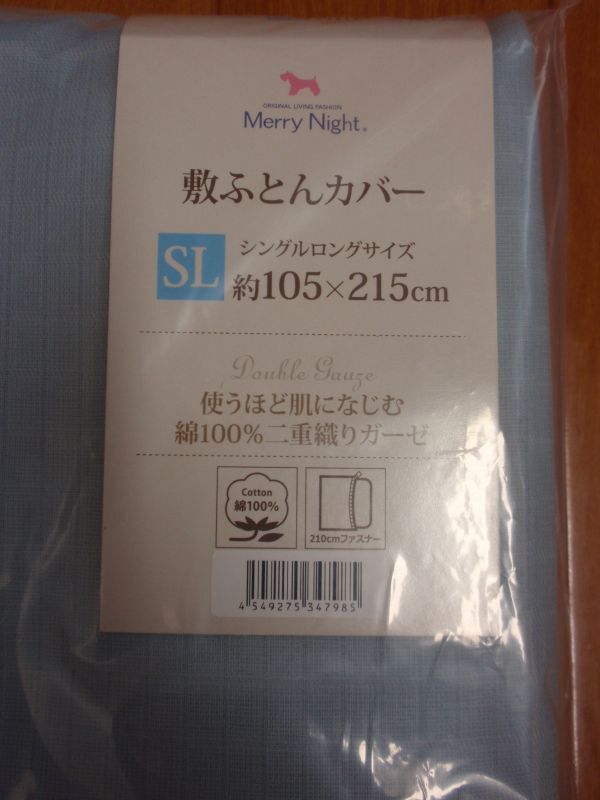 ORIGINAL LIVING FASHION
Merry Night®
敷ふとんカバー
SL
シングルロングサイズ
約105×215cm
Double Gauze
使うほど肌になじむ
綿100%二重織りガーゼ
Cotton
綿100%
210cmファスナー
4 549275 347985